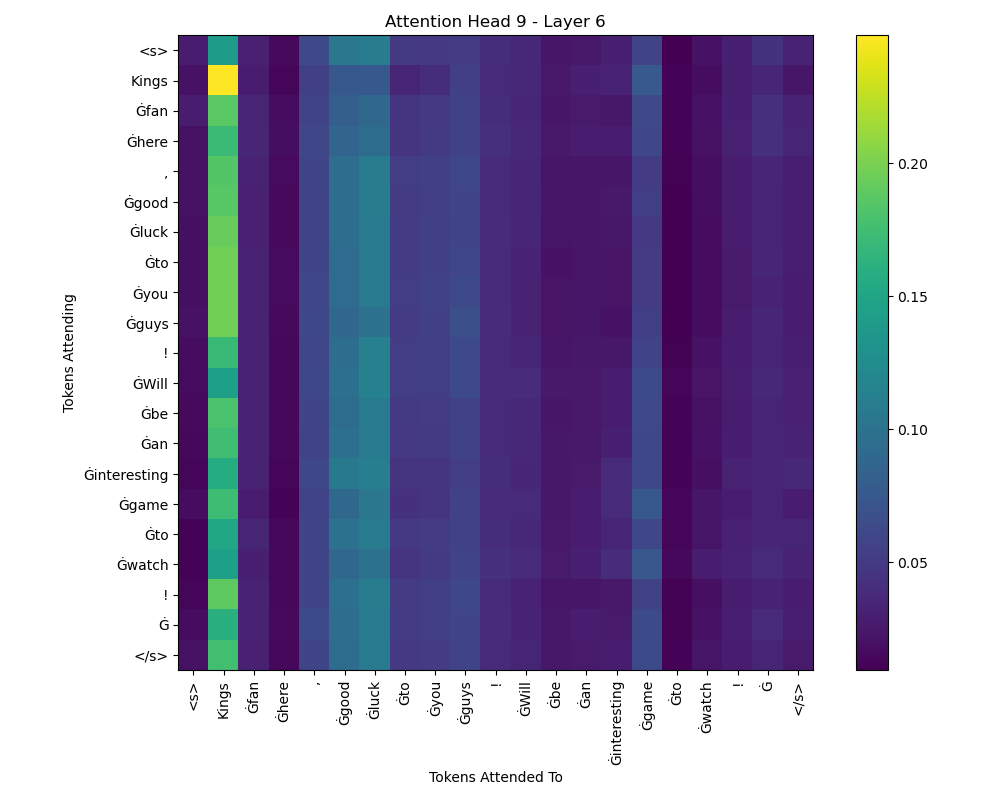 Attention Head 9 - Layer 6
Tokens Attending
<s>
Kings
Ġfan
Ġhere
,
Ġgood
Ġluck
Ġto
Ġyou
Ġguys
!
ĠWill
Ġbe
Ġan
Ġinteresting
Ġgame
Ġto
Ġwatch
!
Ġ
</s>
<s>
Kings
Ġfan
Ġhere
,
Ġgood
Ġluck
Ġto
Ġyou
Ġguys
!
ĠWill
Ġbe
Ġan
Ġinteresting
Ġgame
Ġto
Ġwatch
!
Ġ
</s>
Tokens Attended To
0.20
0.15
0.10
0.05